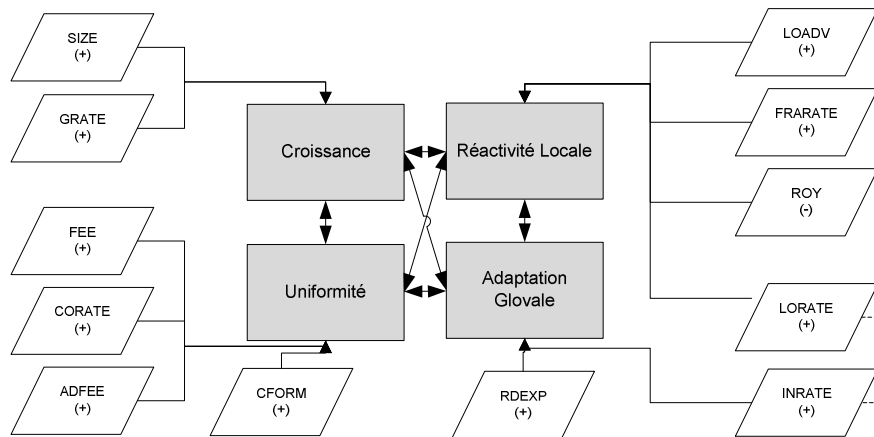 SIZE
(+)
LOADV
(+)
GRATE
(+)
Croissance
Réactivité Locale
FRARATE
(+)
ROY
(-)
FEE
(+)
Uniformité
Adaptation
Glovale
CORATE
(+)
LORATE
(+)
ADFEE
(+)
CFORM
(+)
RDEXP
(+)
INRATE
(+)